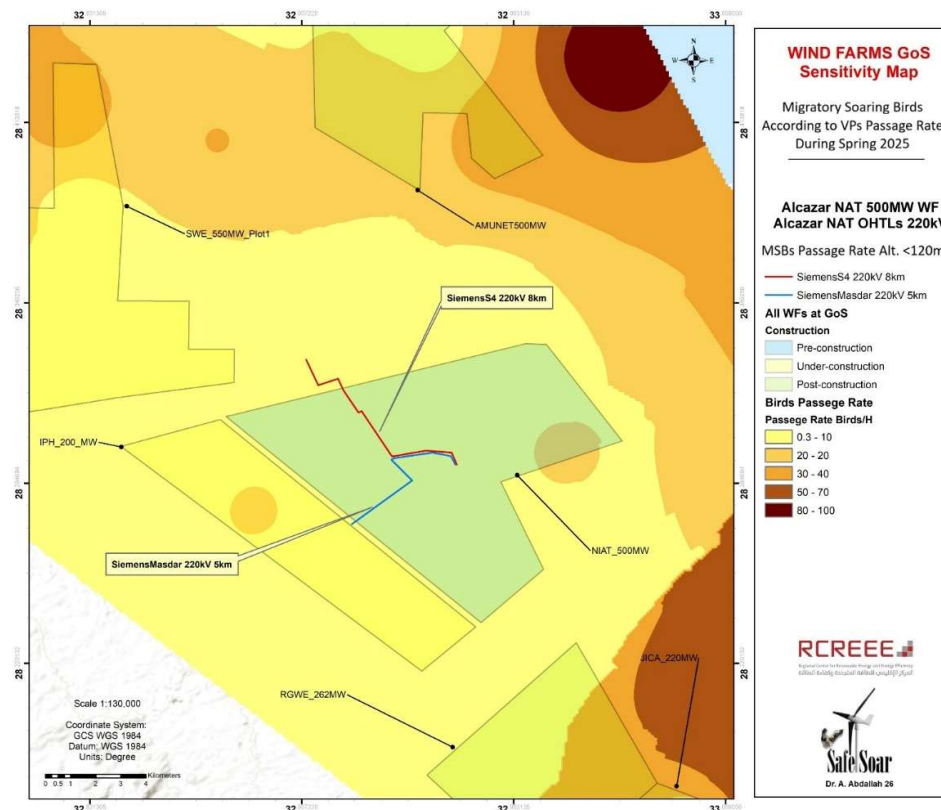 WIND FARMS GoS
Sensitivity Map
Migratory Soaring Birds
According to VPs Passage Rate
During Spring 2025
Alcazar NAT 500MW WF
Alcazar NAT OHTLs 220kV
MSBs Passage Rate Alt. <120m
SiemensS4 220kV 8km
SiemensMasdar 220kV 5km
All WFs at GoS
Construction
Pre-construction
Under-construction
Post-construction
Birds Passege Rate
Passege Rate Birds/H
0.3 - 10
20 - 20
30 - 40
50 - 70
80 - 100
RCREEE
Safe Soar
Dr. A. Abdallah 26
N
W E
S
AMUNET500MW
SWE_550MW_Plot1
SiemensS4 220kV 8km
IPH_200_MW
NIAT_500MW
SiemensMasdar 220kV 5km
JICA_220MW
RGWE_262MW
Scale 1:130,000
Coordinate System:
GCS WGS 1984
Datum: WGS 1984
Units: Degree
Kilometers
0 0.5 1 2 3 4
32
32
32
33
28
28
28
28